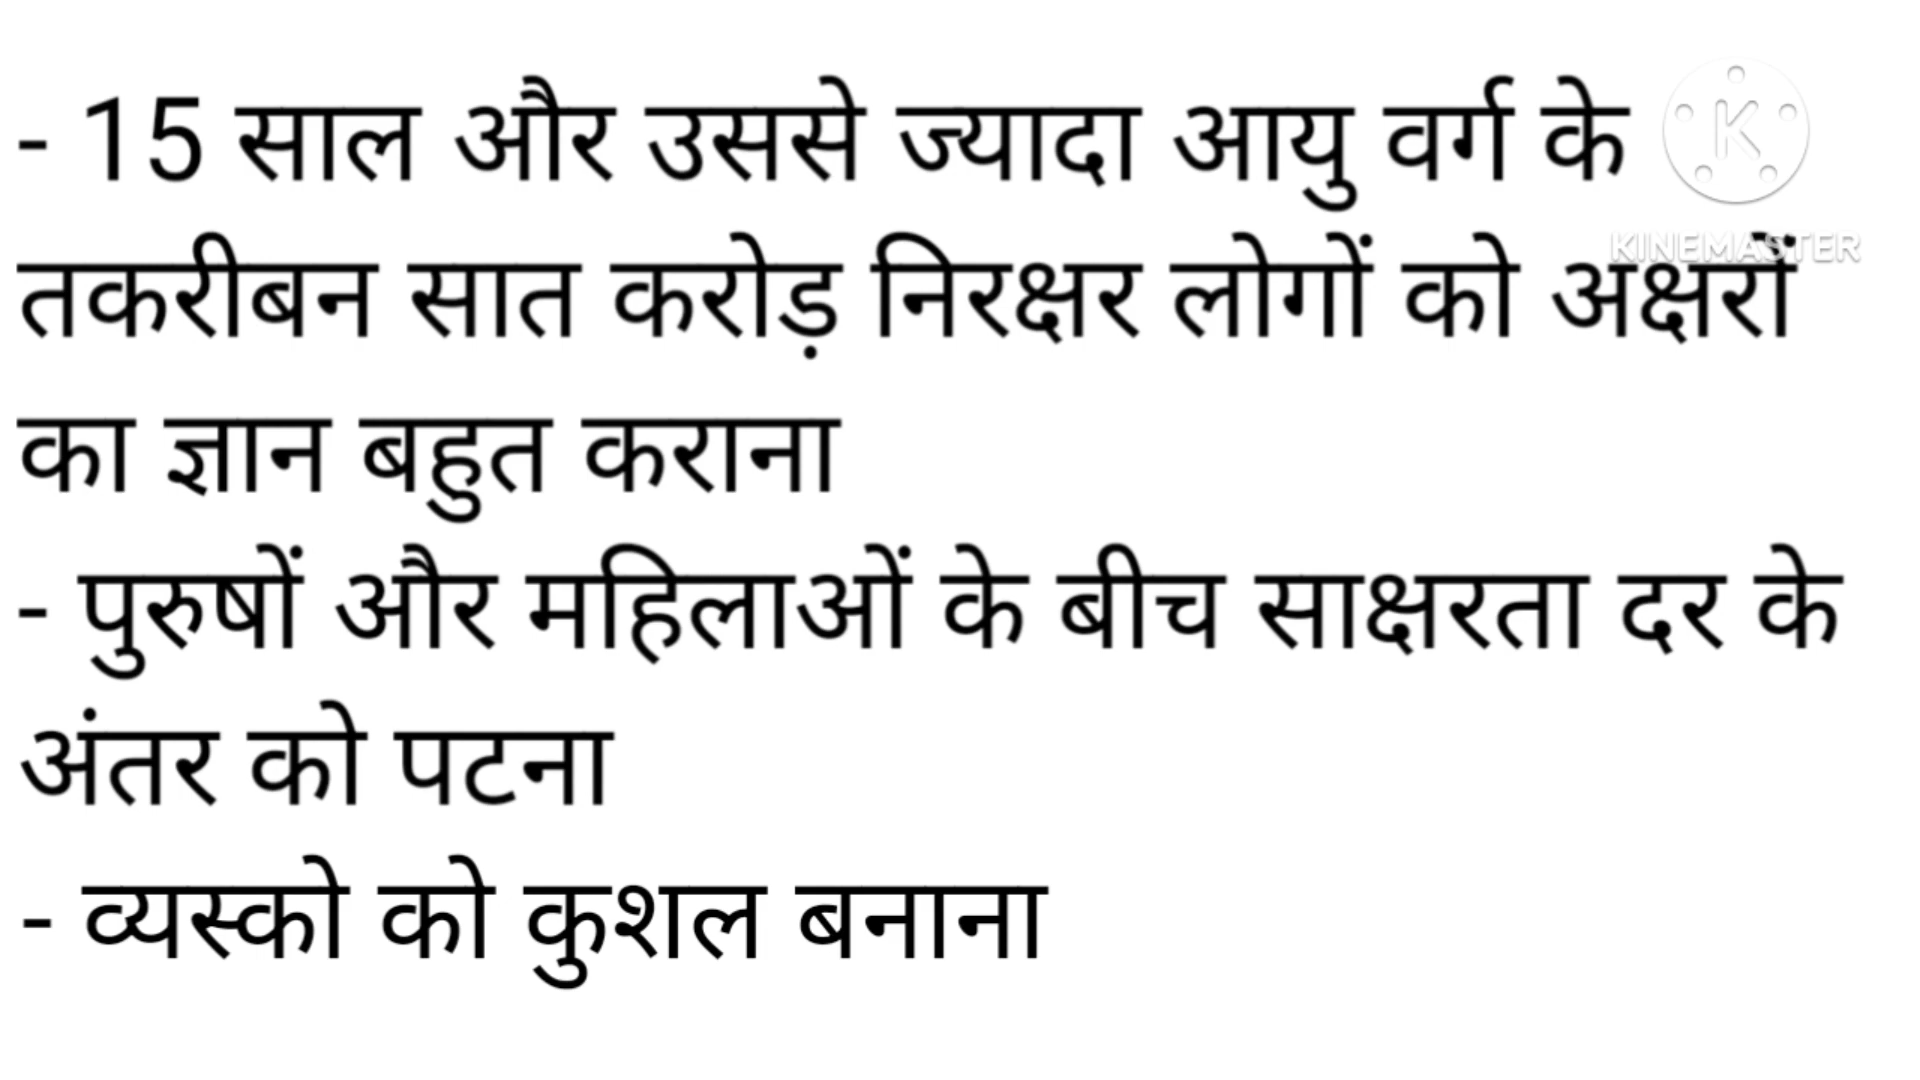 - 15 साल और उससे ज्यादा आयु वर्ग के
तकरीबन सात करोड़ निरक्षर लोगों को अक्षरों
का ज्ञान बहुत कराना
- पुरुषों और महिलाओं के बीच साक्षरता दर के
अंतर को पटना
- व्यस्को को कुशल बनाना
K
KINEMASTER